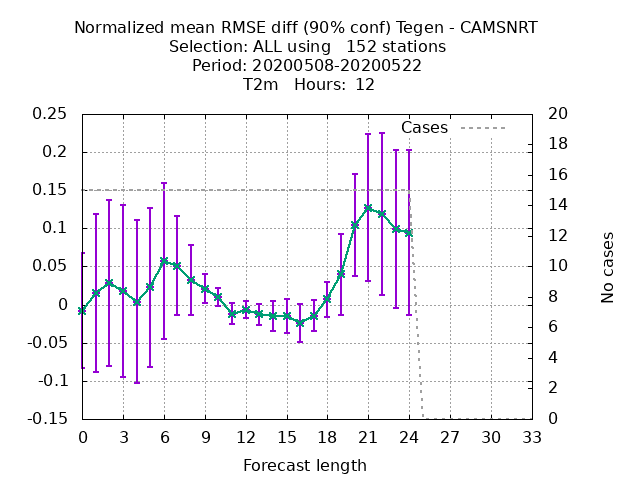 Normalized mean RMSE diff (90% conf) Tegen - CAMSNRT
Selection: ALL using   152 stations
Period: 20200508-20200522
T2m   Hours:  12
Cases
0.25
0.2
0.15
0.1
0.05
0
-0.05
-0.1
-0.15
20
18
16
14
12
10
8
6
4
2
0
No cases
0 3 6 9 12 15 18 21 24 27 30 33
Forecast length